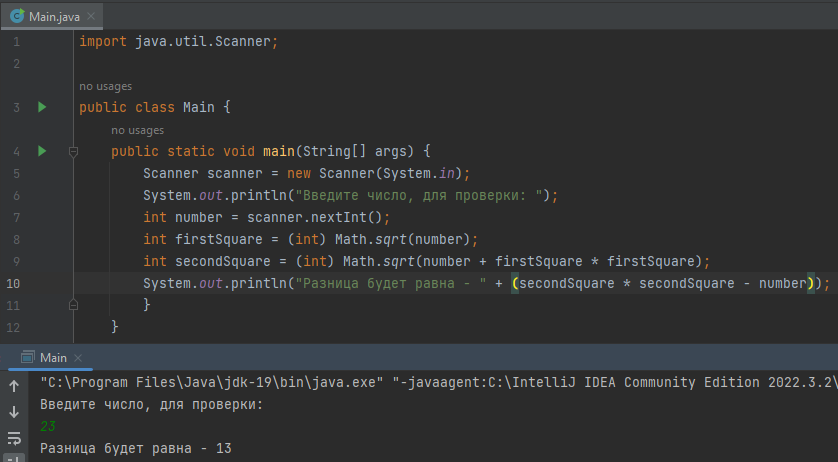 Main.java
1 import java.util.Scanner;
2
no usages
3 public class Main {
no usages
4 public static void main(String[] args) {
5 Scanner scanner = new Scanner(System.in);
6 System.out.println("Введите число, для проверки: ");
7 int number = scanner.nextInt();
8 int firstSquare = (int) Math.sqrt(number);
9 int secondSquare = (int) Math.sqrt(number + firstSquare * firstSquare);
10 System.out.println("Разница будет равна - " + (secondSquare * secondSquare - number));
11 }
12 }
Main
"C:\Program Files\Java\jdk-19\bin\java.exe" "-javaagent:C:\IntelliJ IDEA Community Edition 2022.3.2\
Введите число, для проверки:
23
Разница будет равна - 13